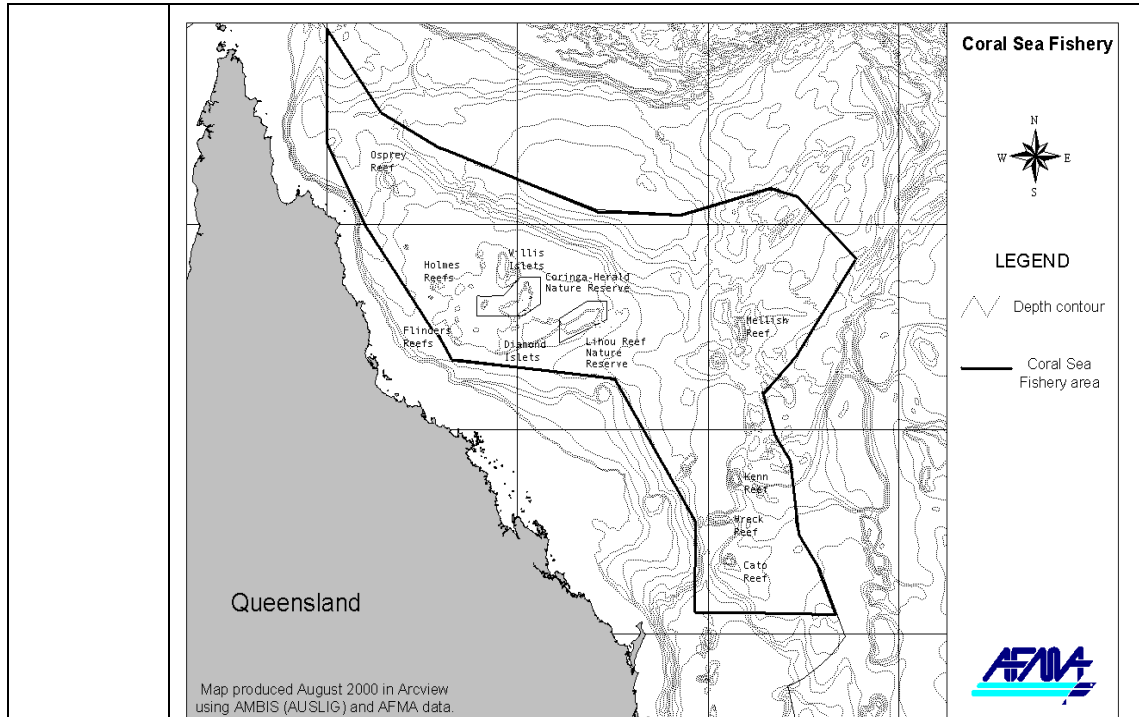 Coral Sea Fishery
N
W E
S
LEGEND
Depth contour
Coral Sea
Fishery area
Osprey
Reef
Willis
Islets
Holmes
Reefs
Coringa-Herald
Nature Reserve
Flinders
Reefs
Diamond
Islets
Lihou Reef
Nature
Reserve
Mellish
Reef
Kenn
Reef
Wreck
Reef
Cato
Reef
Queensland
Map produced August 2000 in Arcview
using AMBIS (AUSLIG) and AFMA data.
AFMA